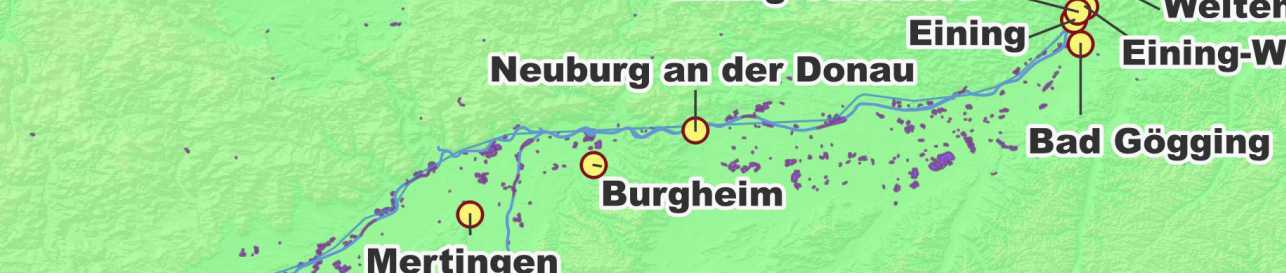 Eining
Neuburg an der Donau
Bad Gögging
Burgheim
Mertingen